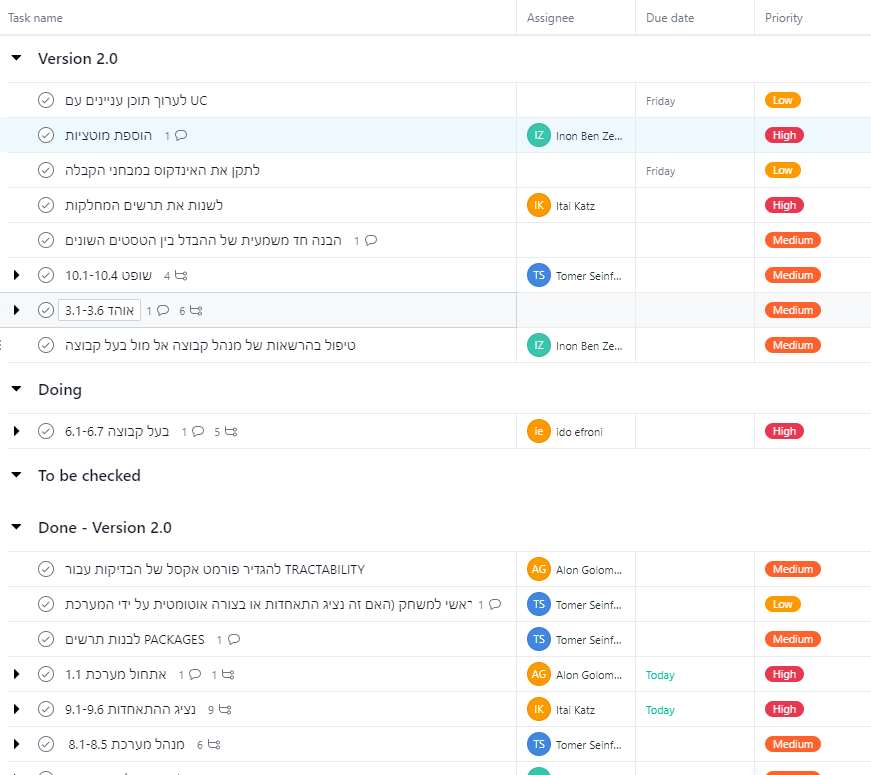 Task name Assignee Due date Priority
Version 2.0
לערוך תוכן עניינים עם UC Friday Low
הוספת מוטציות 1 IZ Inon Ben Ze... High
לתקן את האינדקוס במבחני הקבלה Friday Low
לשנות את תרשים המחלקות IK Itai Katz High
הבנה חד משמעית של ההבדל בין הטסטים השונים 1 Medium
שופט 10.1-10.4 4 TS Tomer Seinf... Medium
אוהד 3.1-3.6 1 6 Medium
טיפול בהרשאות של מנהל קבוצה אל מול בעל קבוצה IZ Inon Ben Ze... Medium
Doing
בעל קבוצה 6.1-6.7 1 5 ie ido efroni High
To be checked
Done - Version 2.0
להגדיר פורמט אקסל של הבדיקות עבור TRACTABILITY AG Alon Golom... Medium
ראשי למשחק (האם זה נציג התאחדות או בצורה אוטומטית על ידי המערכת 1 TS Tomer Seinf... Low
לבנות תרשים PACKAGES 1 TS Tomer Seinf... Medium
אתחול מערכת 1.1 1 1 AG Alon Golom... Today High
נציג ההתאחדות 9.1-9.6 9 IK Itai Katz Today High
מנהל מערכת 8.1-8.5 6 TS Tomer Seinf... Medium